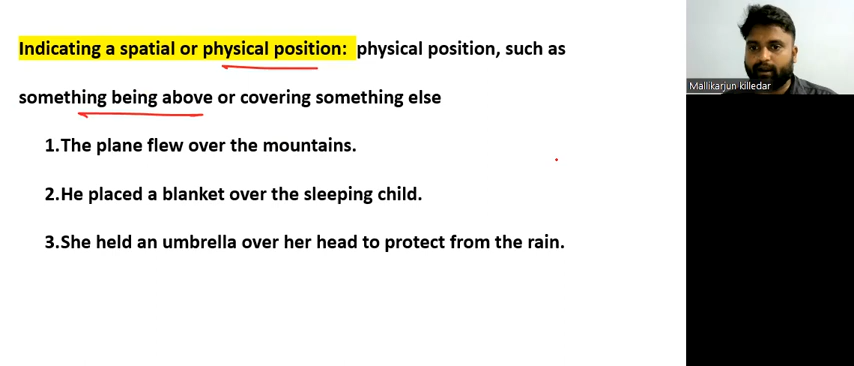 Indicating a spatial or physical position: physical position, such as
something being above or covering something else
1.The plane flew over the mountains.
2.He placed a blanket over the sleeping child.
3.She held an umbrella over her head to protect from the rain.
Mallikarjun killedar